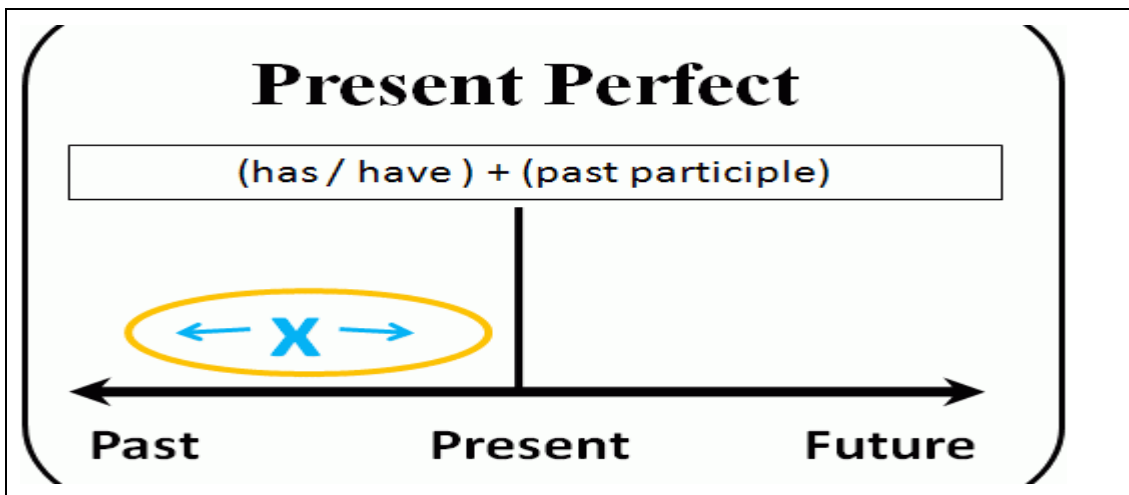 Present Perfect
(has / have ) + (past participle)
X
Past Present Future